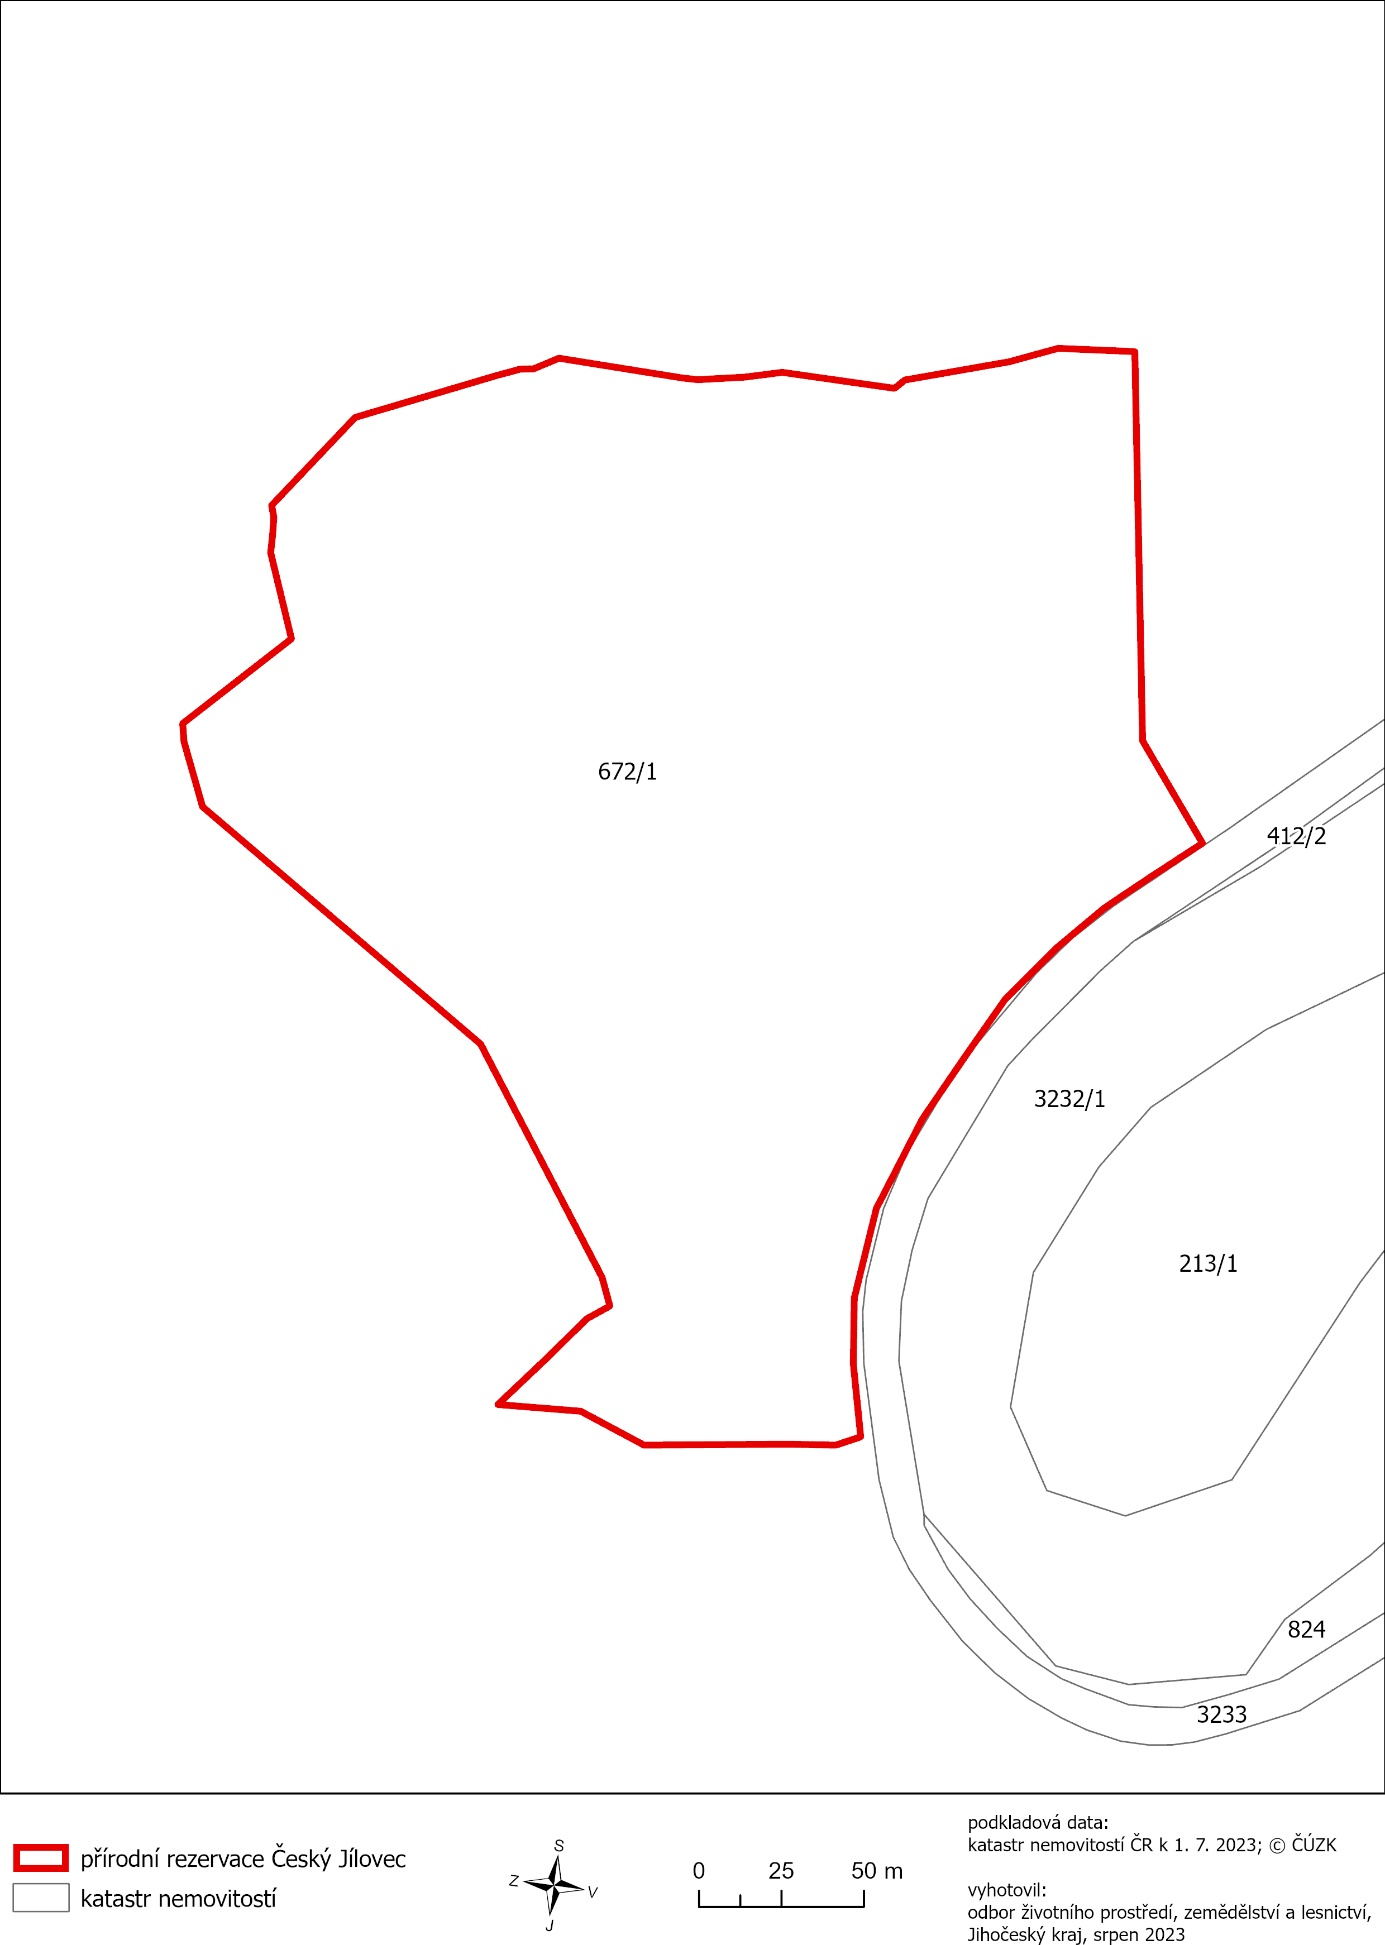 672/1
412/2
3232/1
213/1
824
3233
přírodní rezervace Český Jílovec
katastr nemovitostí
S
Z
V
J
0 25 50 m
podkladová data:
katastr nemovitostí ČR k 1. 7. 2023; © ČÚZK
vyhotovil:
odbor životního prostředí, zemědělství a lesnictví,
Jihočeský kraj, srpen 2023